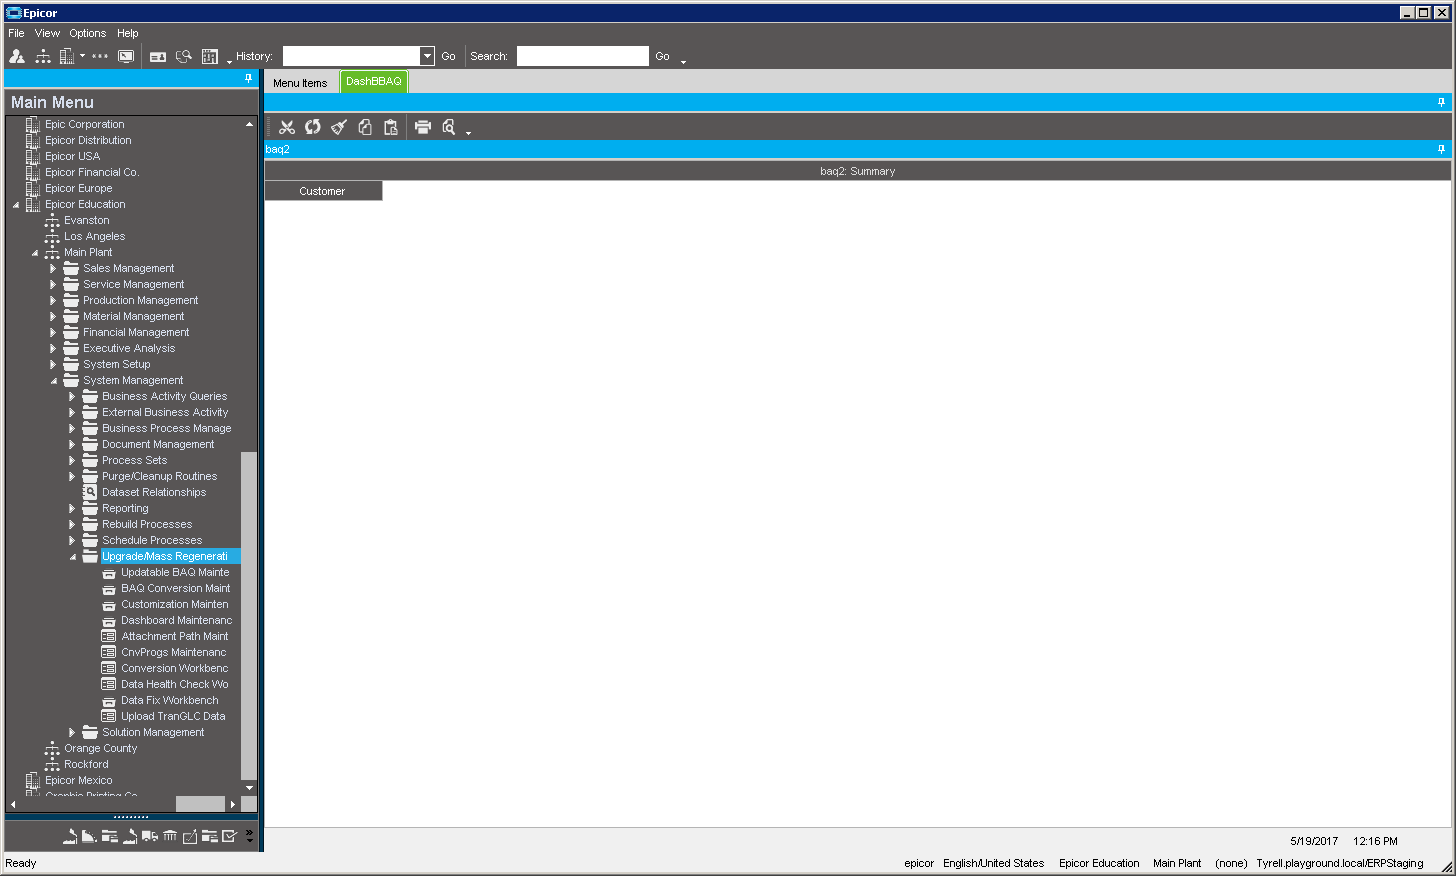 Epicor
File View Options Help
History: Go Search: Go
Main Menu
Epic Corporation
Epicor Distribution
Epicor USA
Epicor Financial Co.
Epicor Europe
Epicor Education
Evanston
Los Angeles
Main Plant
Sales Management
Service Management
Production Management
Material Management
Financial Management
Executive Analysis
System Setup
System Management
Business Activity Queries
External Business Activity
Business Process Manage
Document Management
Process Sets
Purge/Cleanup Routines
Dataset Relationships
Reporting
Rebuild Processes
Schedule Processes
Upgrade/Mass Regenerati
Updatable BAQ Mainte
BAQ Conversion Maint
Customization Mainten
Dashboard Maintenanc
Attachment Path Maint
CnvProgs Maintenanc
Conversion Workbenc
Data Health Check Wo
Data Fix Workbench
Upload TranGLC Data
Solution Management
Orange County
Rockford
Epicor Mexico
Graphic Printing Co.
Menu Items DashBBAQ
baq2
baq2: Summary
Customer
5/19/2017 12:16 PM
Ready epicor English/United States Epicor Education Main Plant (none) Tyrell.playground.local/ERPStaging